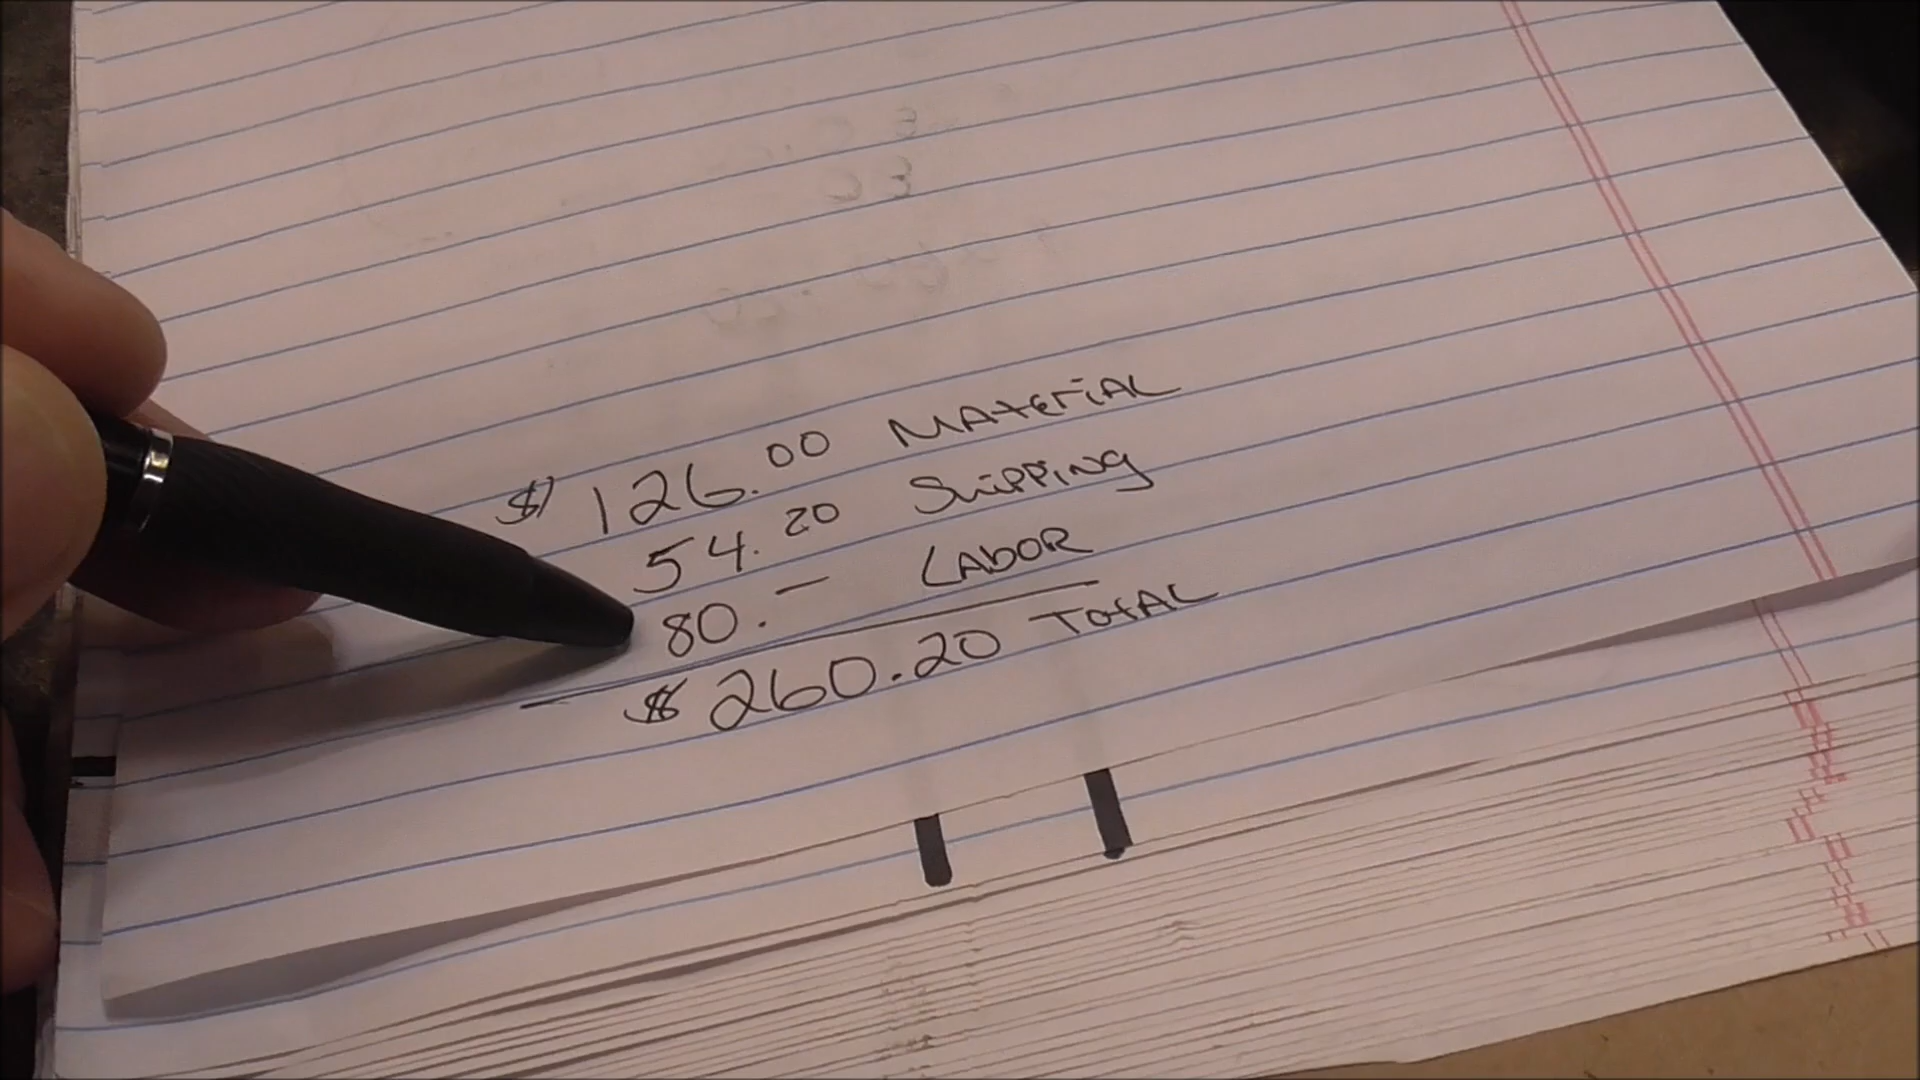 $ 126.00 MAteriAL
54.20 Shipping
80.— LABOR
$ 260.20 TotAL